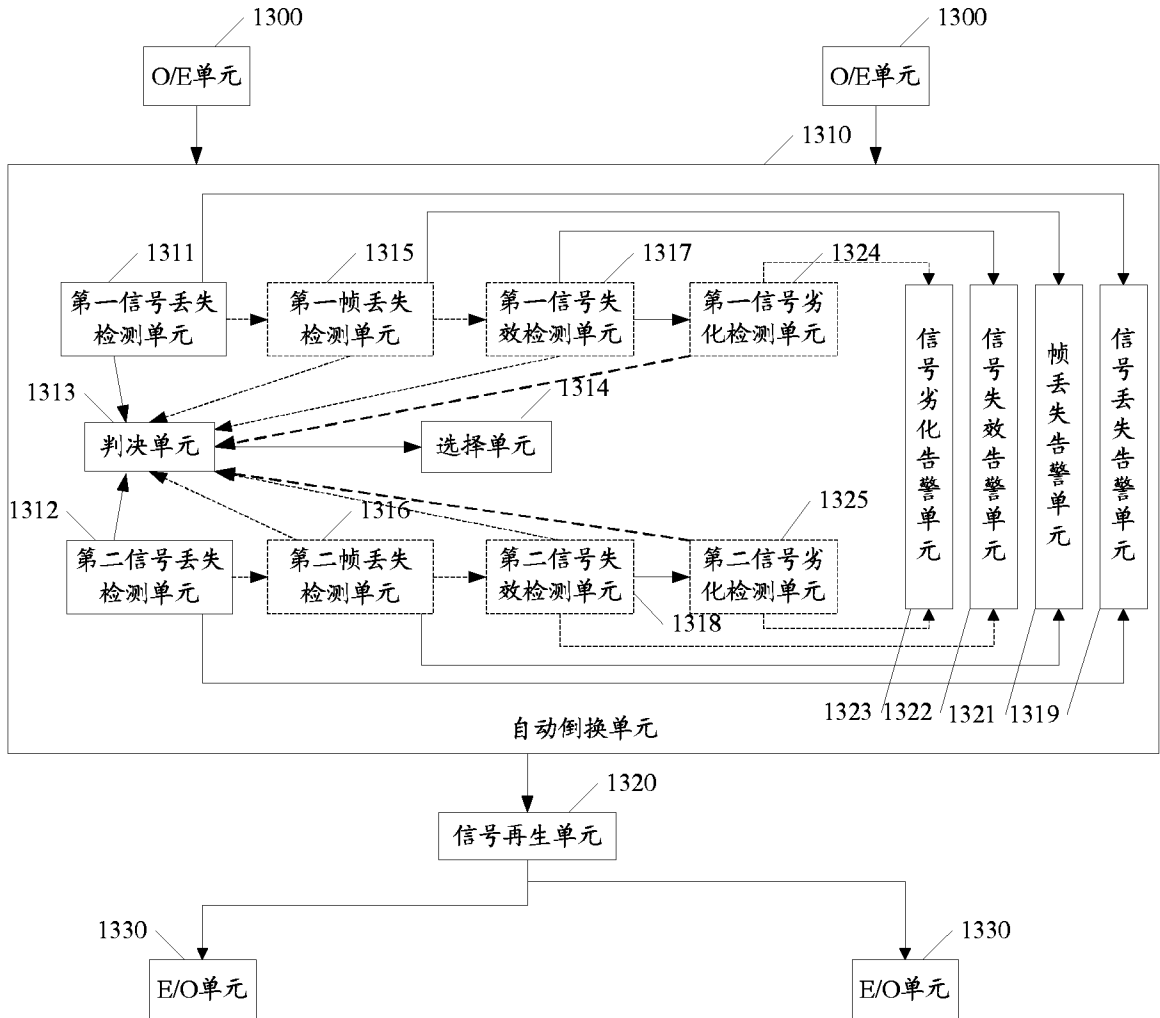 1300
1300
O/E单元
O/E单元
1310
1311
1315
1317
1324
第一信号丢失
检测单元
第一帧丢失
检测单元
第一信号失
效检测单元
第一信号劣
化检测单元
信号劣化告警单元
信号失效告警单元
帧丢失告警单元
信号丢失告警单元
1313
1314
判决单元
选择单元
1312
1316
1325
第二信号丢失
检测单元
第二帧丢失
检测单元
第二信号失
效检测单元
第二信号劣
化检测单元
1318
1323
1322
1321
1319
自动倒换单元
1320
信号再生单元
1330
1330
E/O单元
E/O单元